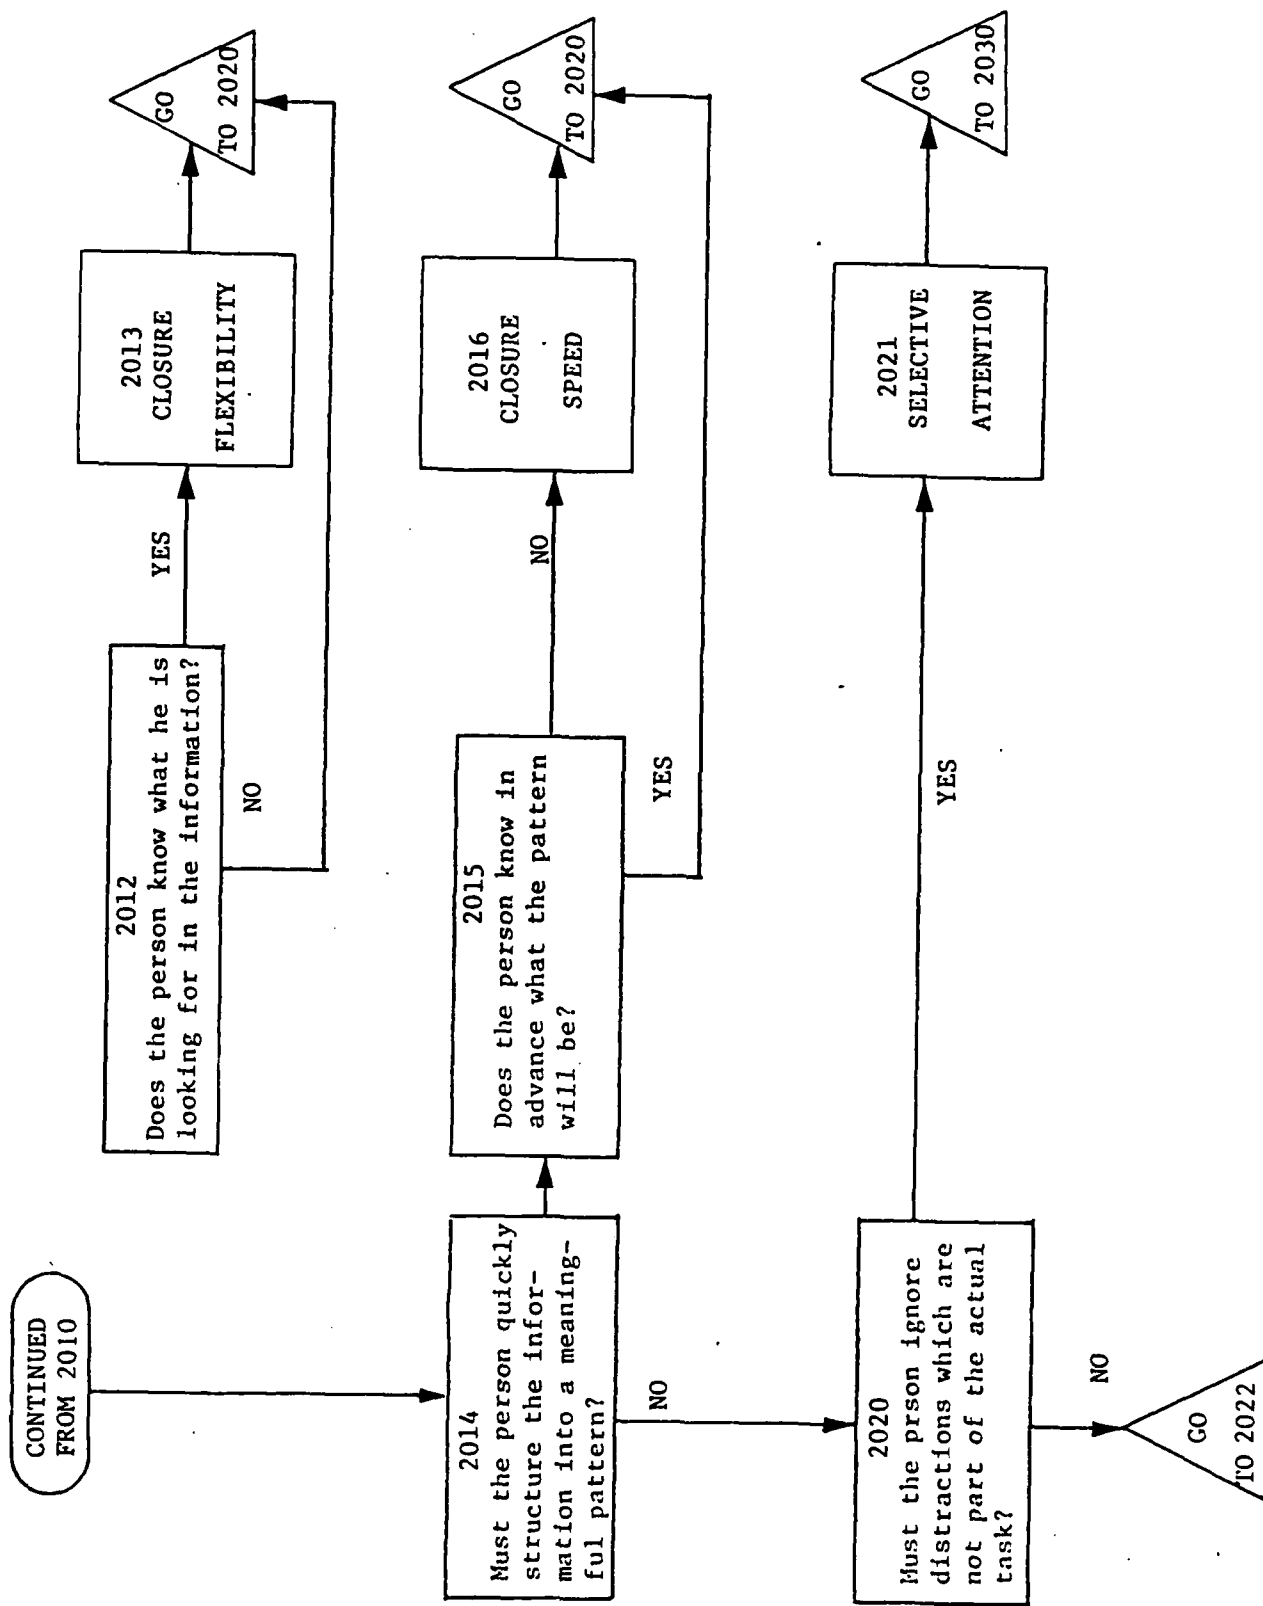 CONTINUED
FROM 2010
2012
Does the person know what he is
looking for in the information?
YES
NO
2013
CLOSURE
FLEXIBILITY
GO
TO 2020
2014
Must the person quickly
structure the infor-
mation into a meaning-
ful pattern?
NO
2015
Does the person know in
advance what the pattern
will be?
NO
YES
2016
CLOSURE
SPEED
GO
TO 2020
2020
Must the prson ignore
distractions which are
not part of the actual
task?
YES
NO
2021
SELECTIVE
ATTENTION
GO
TO 2030
GO
TO 2022